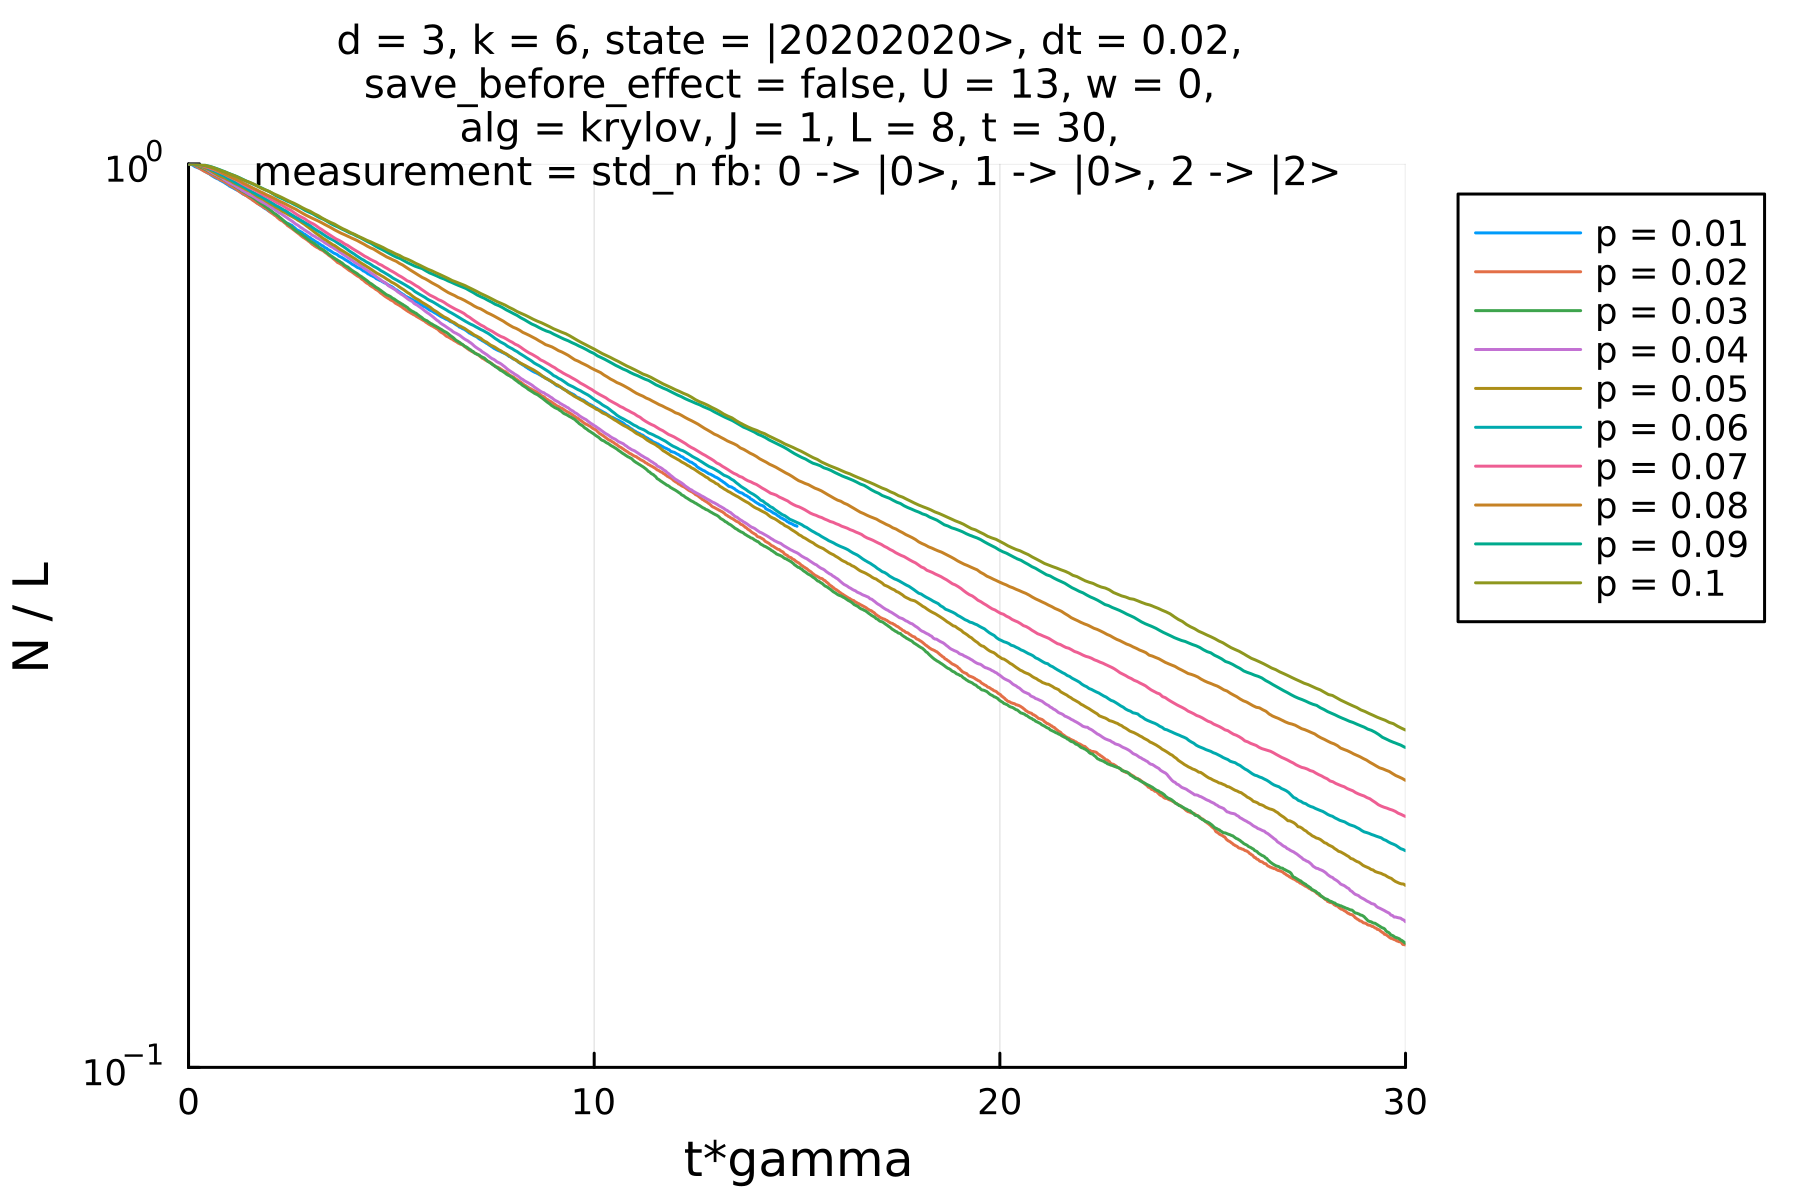 d = 3, k = 6, state = |20202020>, dt = 0.02,
save_before_effect = false, U = 13, w = 0,
alg = krylov, J = 1, L = 8, t = 30,
measurement = std_n fb: 0 -> |0>, 1 -> |0>, 2 -> |2>
10⁰
10⁻¹
N / L
0 10 20 30
t*gamma
p = 0.01
p = 0.02
p = 0.03
p = 0.04
p = 0.05
p = 0.06
p = 0.07
p = 0.08
p = 0.09
p = 0.1